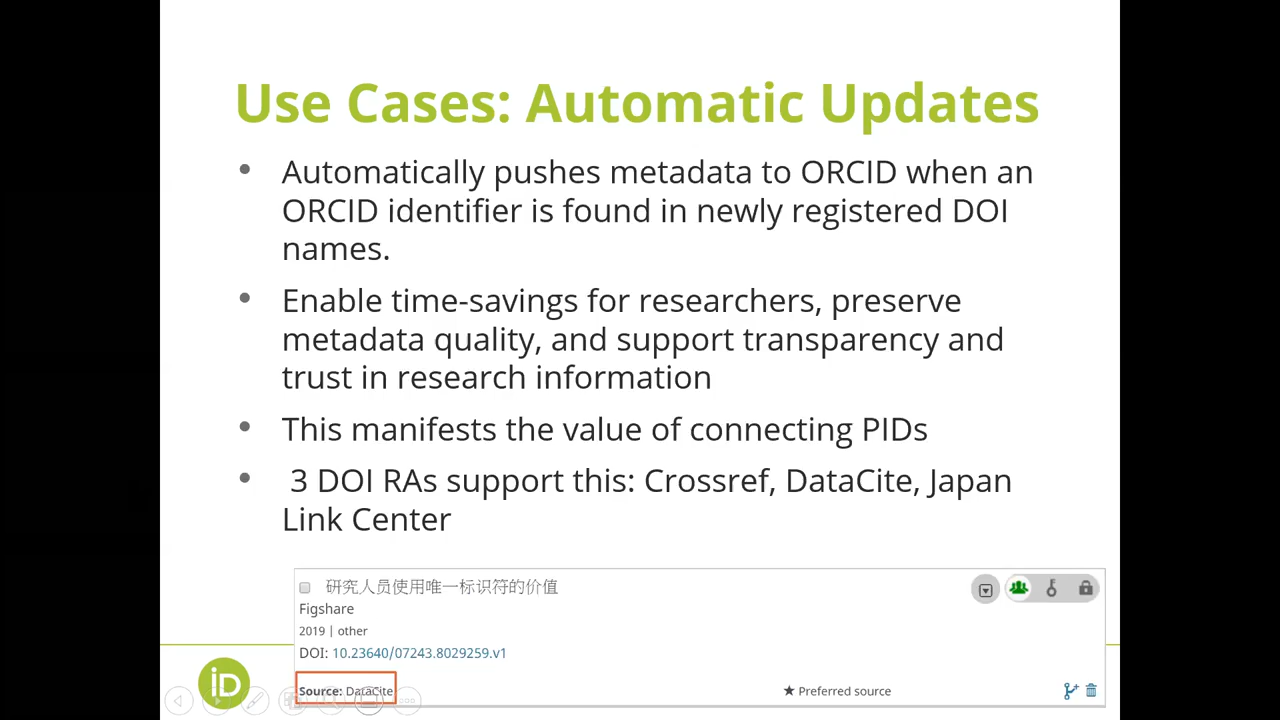 Use Cases: Automatic Updates
• Automatically pushes metadata to ORCID when an
ORCID identifier is found in newly registered DOI
names.
• Enable time-savings for researchers, preserve
metadata quality, and support transparency and
trust in research information
• This manifests the value of connecting PIDs
• 3 DOI RAs support this: Crossref, DataCite, Japan
Link Center
研究人员使用唯一标识符的价值
Figshare
2019 | other
DOI: 10.23640/07243.8029259.v1
Source: DataCite
★ Preferred source
iD